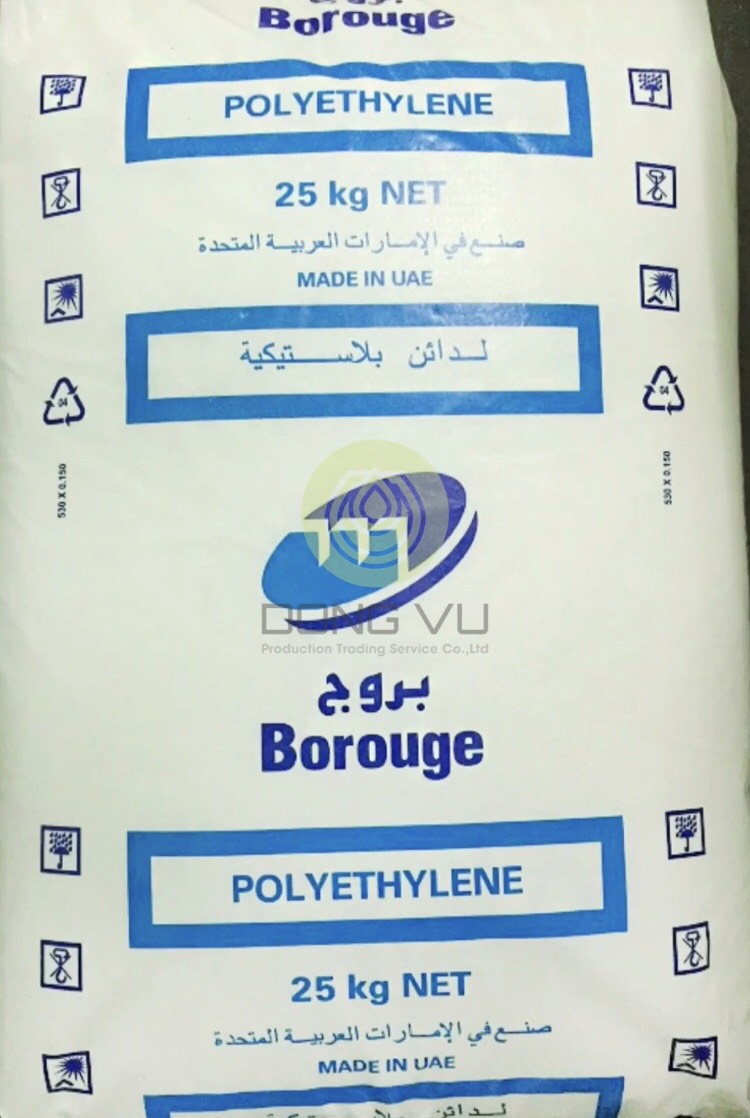 Borouge
POLYETHYLENE
25 kg NET
صنع في الإمارات العربية المتحدة
MADE IN UAE
لدائن بلاستيكية
530 X 0.150
530 X 0.150
DONG VU
Production Trading Service Co.,Ltd
بروج
Borouge
POLYETHYLENE
25 kg NET
صنع في الإمارات العربية المتحدة
MADE IN UAE
لدائن بلاستيكية